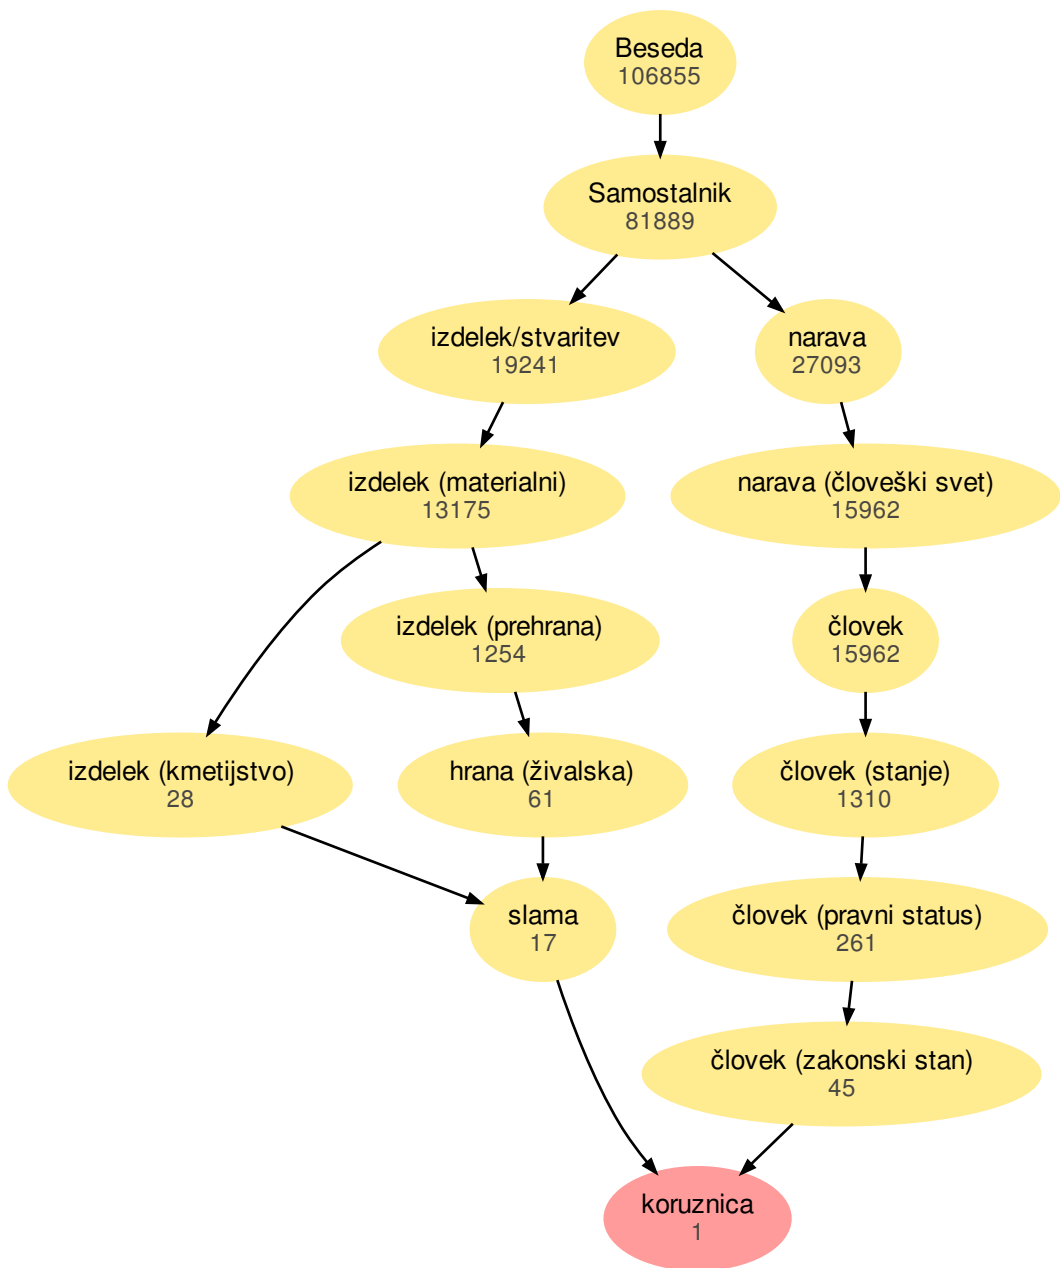 Beseda
106855
Samostalnik
81889
izdelek/stvaritev
19241
narava
27093
izdelek (materialni)
13175
narava (človeški svet)
15962
izdelek (prehrana)
1254
človek
15962
izdelek (kmetijstvo)
28
hrana (živalska)
61
človek (stanje)
1310
slama
17
človek (pravni status)
261
človek (zakonski stan)
45
koruznica
1